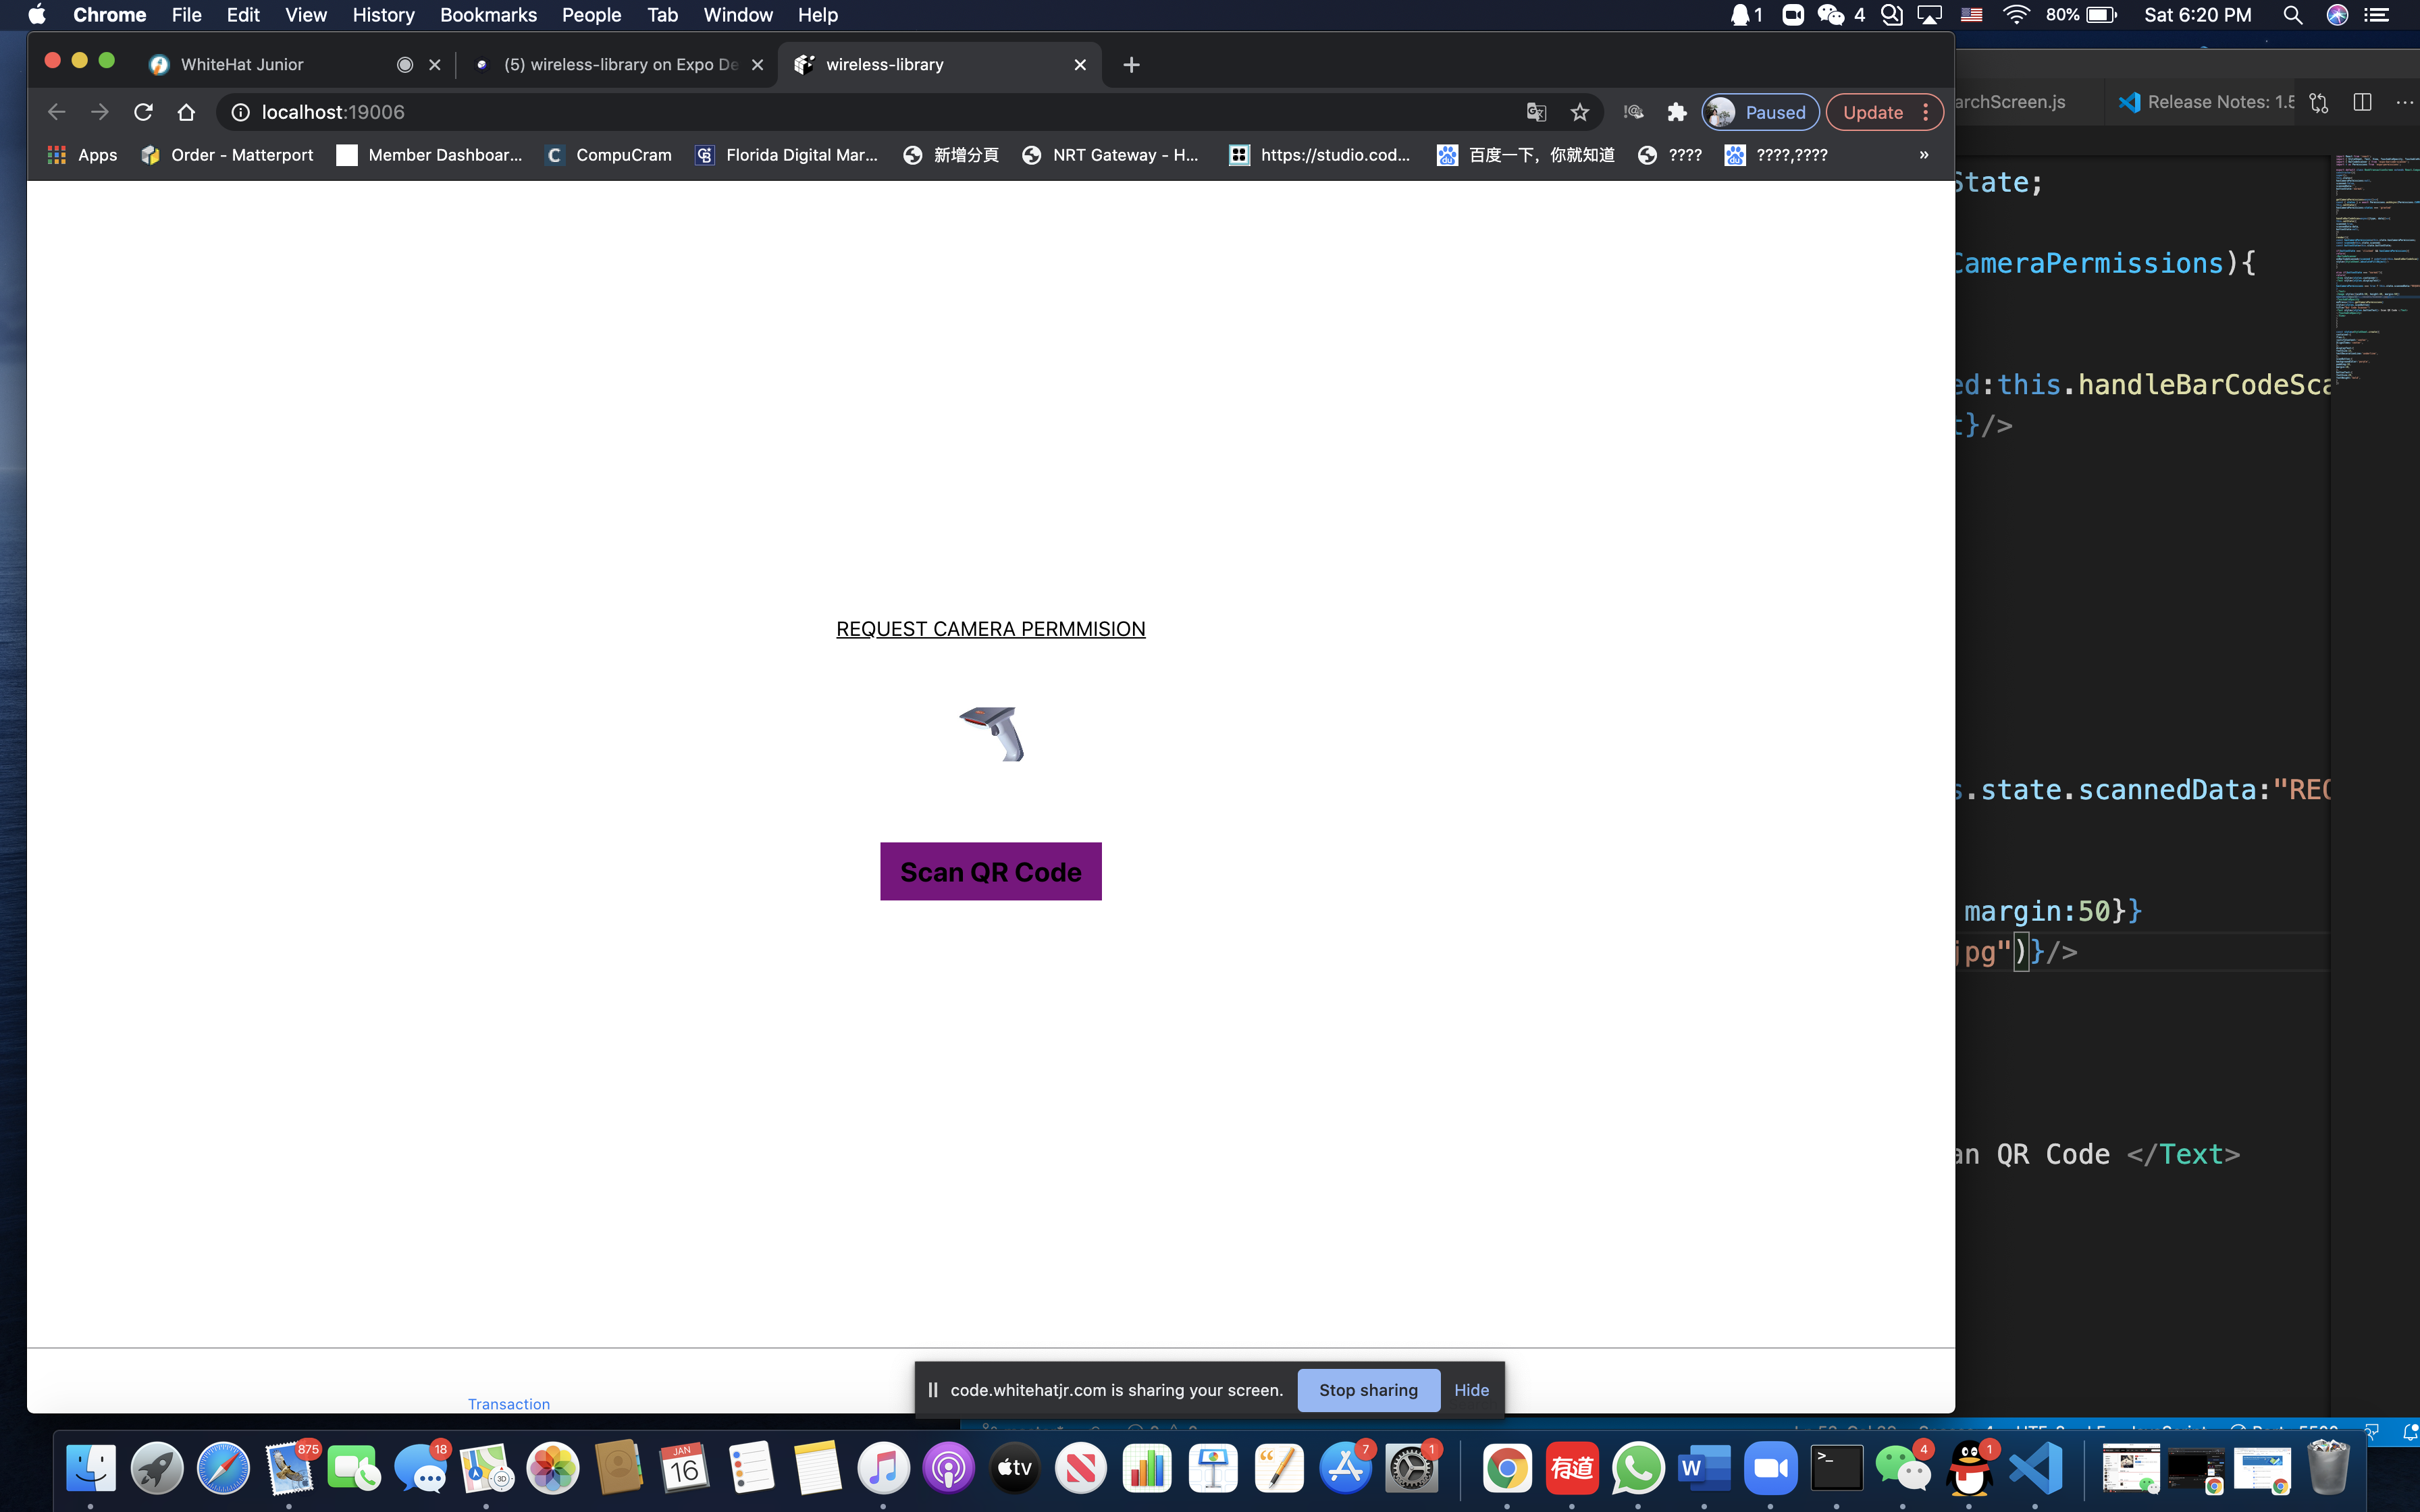 Chrome File Edit View History Bookmarks People Tab Window Help 1 4 80% Sat 6:20 PM
WhiteHat Junior (5) wireless-library on Expo De wireless-library
localhost:19006 Paused Update
Apps Order - Matterport Member Dashboar... CompuCram Florida Digital Mar... 新增分頁 NRT Gateway - H... https://studio.cod... 百度一下，你就知道 ???? ????,???? »
archScreen.js Release Notes: 1.5
State;
CameraPermissions){
ed:this.handleBarCodeSca
t}/>
REQUEST CAMERA PERMMISION
s.state.scannedData:"REQ
Scan QR Code
margin:50}}
jpg")}/>
an QR Code </Text>
Transaction
code.whitehatjr.com is sharing your screen. Stop sharing Hide
875 18 3D JAN 16 tv 7 1 有道 W >_ 4 1